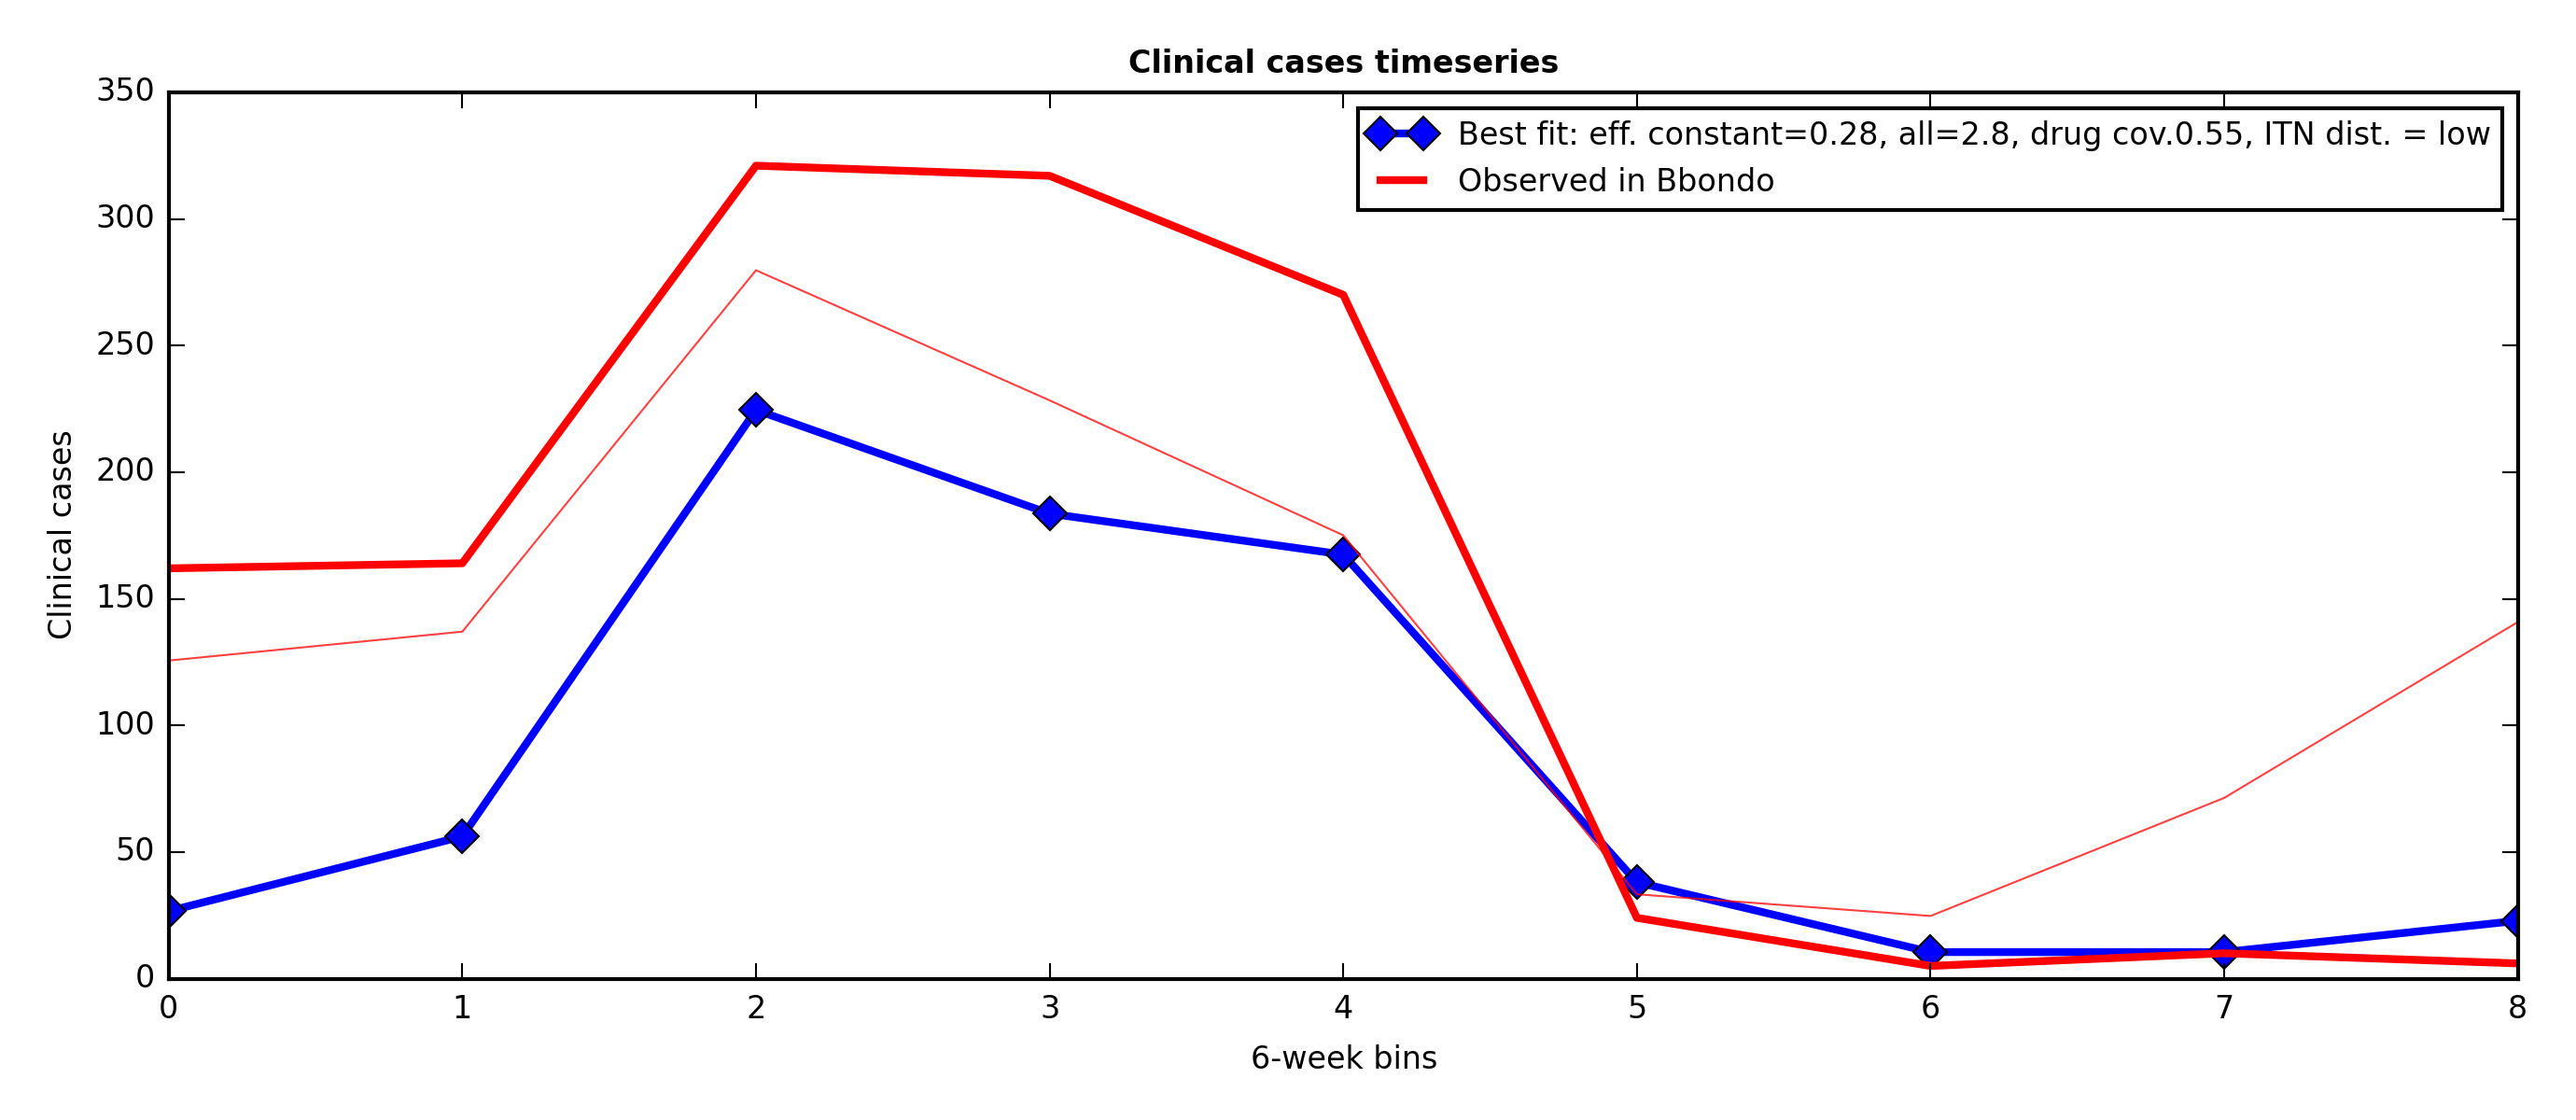 Clinical cases timeseries
350
300
250
200
150
100
50
0
Clinical cases
Best fit: eff. constant=0.28, all=2.8, drug cov.0.55, ITN dist. = low
Observed in Bbondo
0 1 2 3 4 5 6 7 8
6-week bins